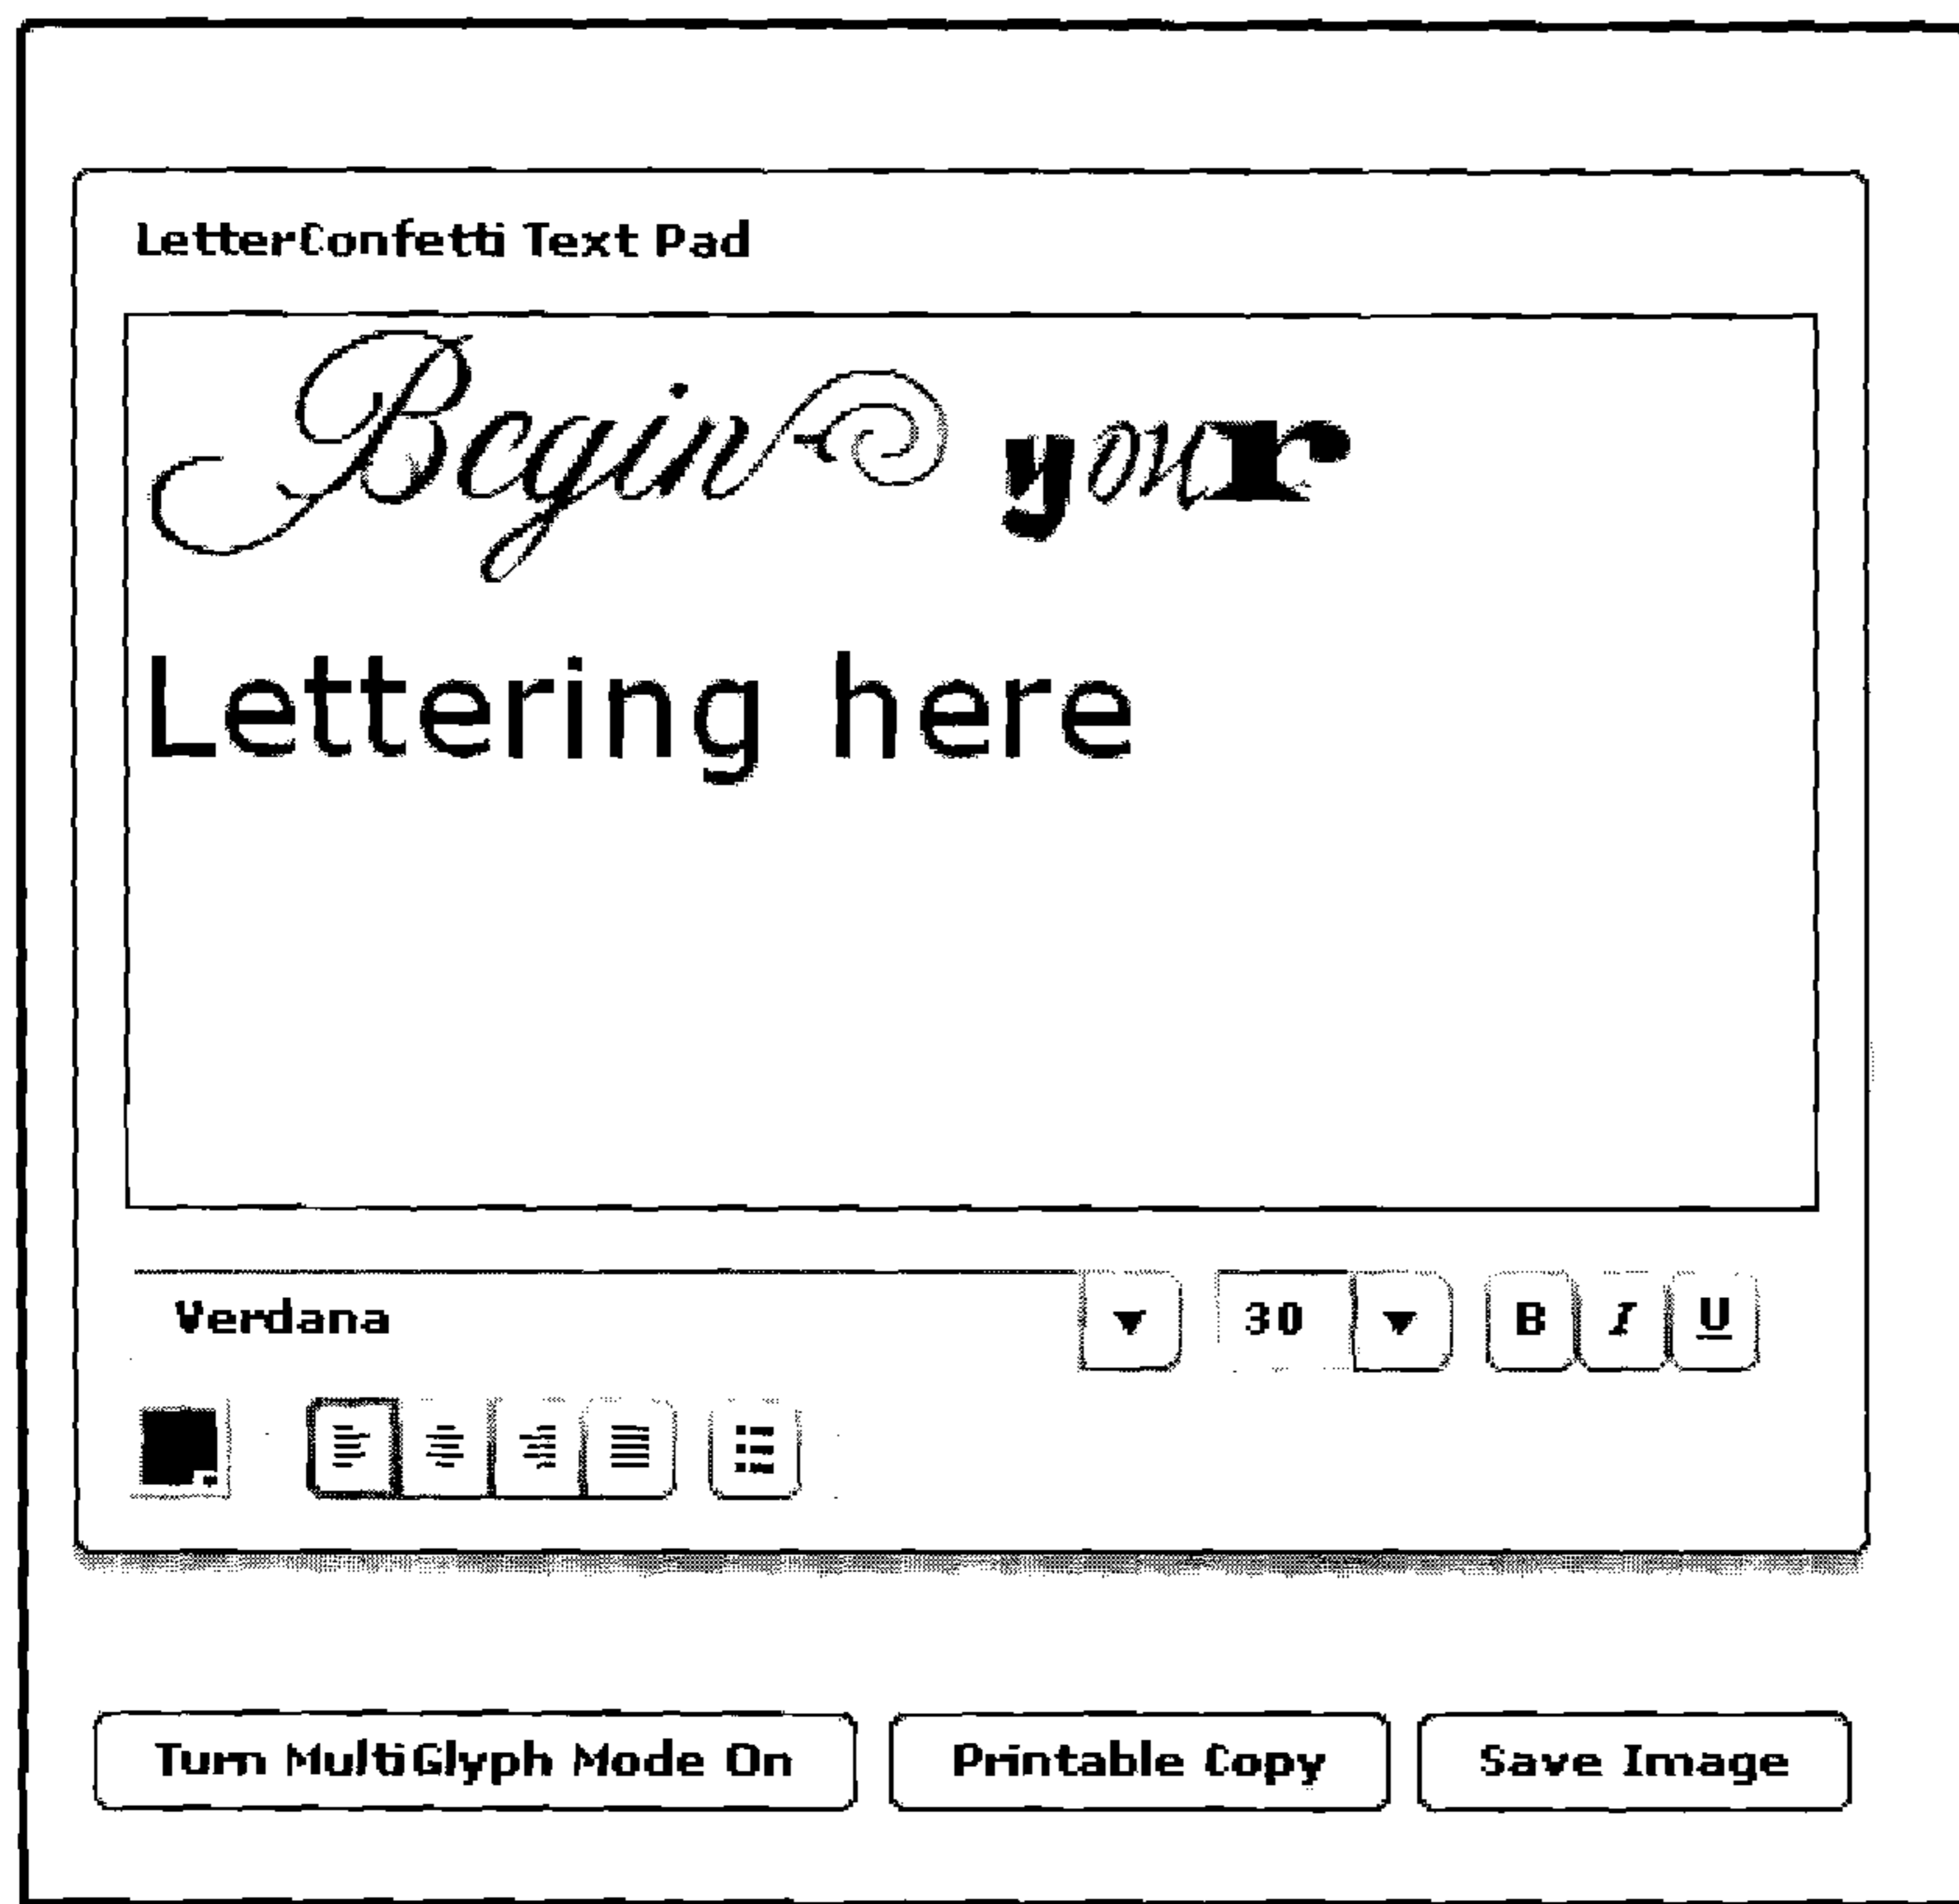 LetterConfetti Text Pad
Begin your
Lettering here
Verdana 30 B I U
Turn MultiGlyph Mode On Printable Copy Save Image